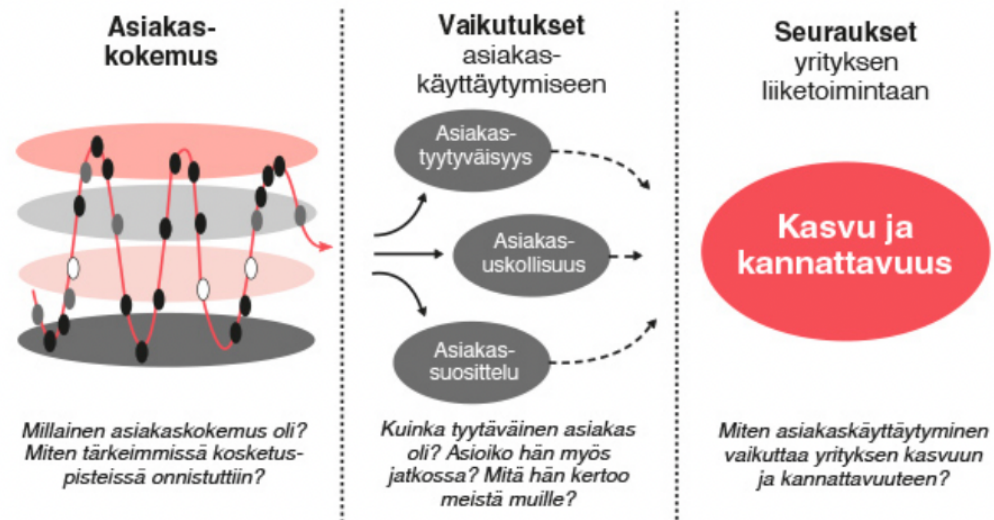 Asiakas-
kokemus
Millainen asiakaskokemus oli?
Miten tärkeimmissä kosketus-
pisteissä onnistuttiin?
Vaikutukset
asiakas-
käyttäytymiseen
Asiakas-
tyytyväisyys
Asiakas-
uskollisuus
Asiakas-
suosittelu
Kuinka tyytäväinen asiakas
oli? Asioiko hän myös
jatkossa? Mitä hän kertoo
meistä muille?
Seuraukset
yrityksen
liiketoimintaan
Kasvu ja
kannattavuus
Miten asiakaskäyttäytyminen
vaikuttaa yrityksen kasvuun
ja kannattavuuteen?